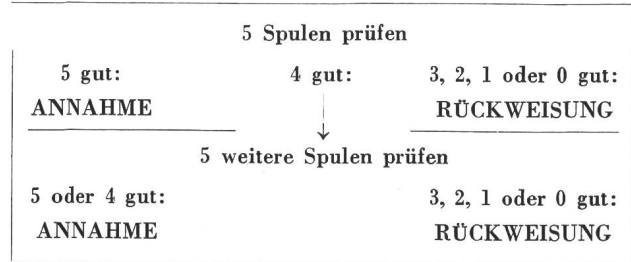 5 Spulen prüfen
5 gut: 4 gut: 3, 2, 1 oder 0 gut:
ANNAHME RÜCKWEISUNG
5 weitere Spulen prüfen
5 oder 4 gut: 3, 2, 1 oder 0 gut:
ANNAHME RÜCKWEISUNG